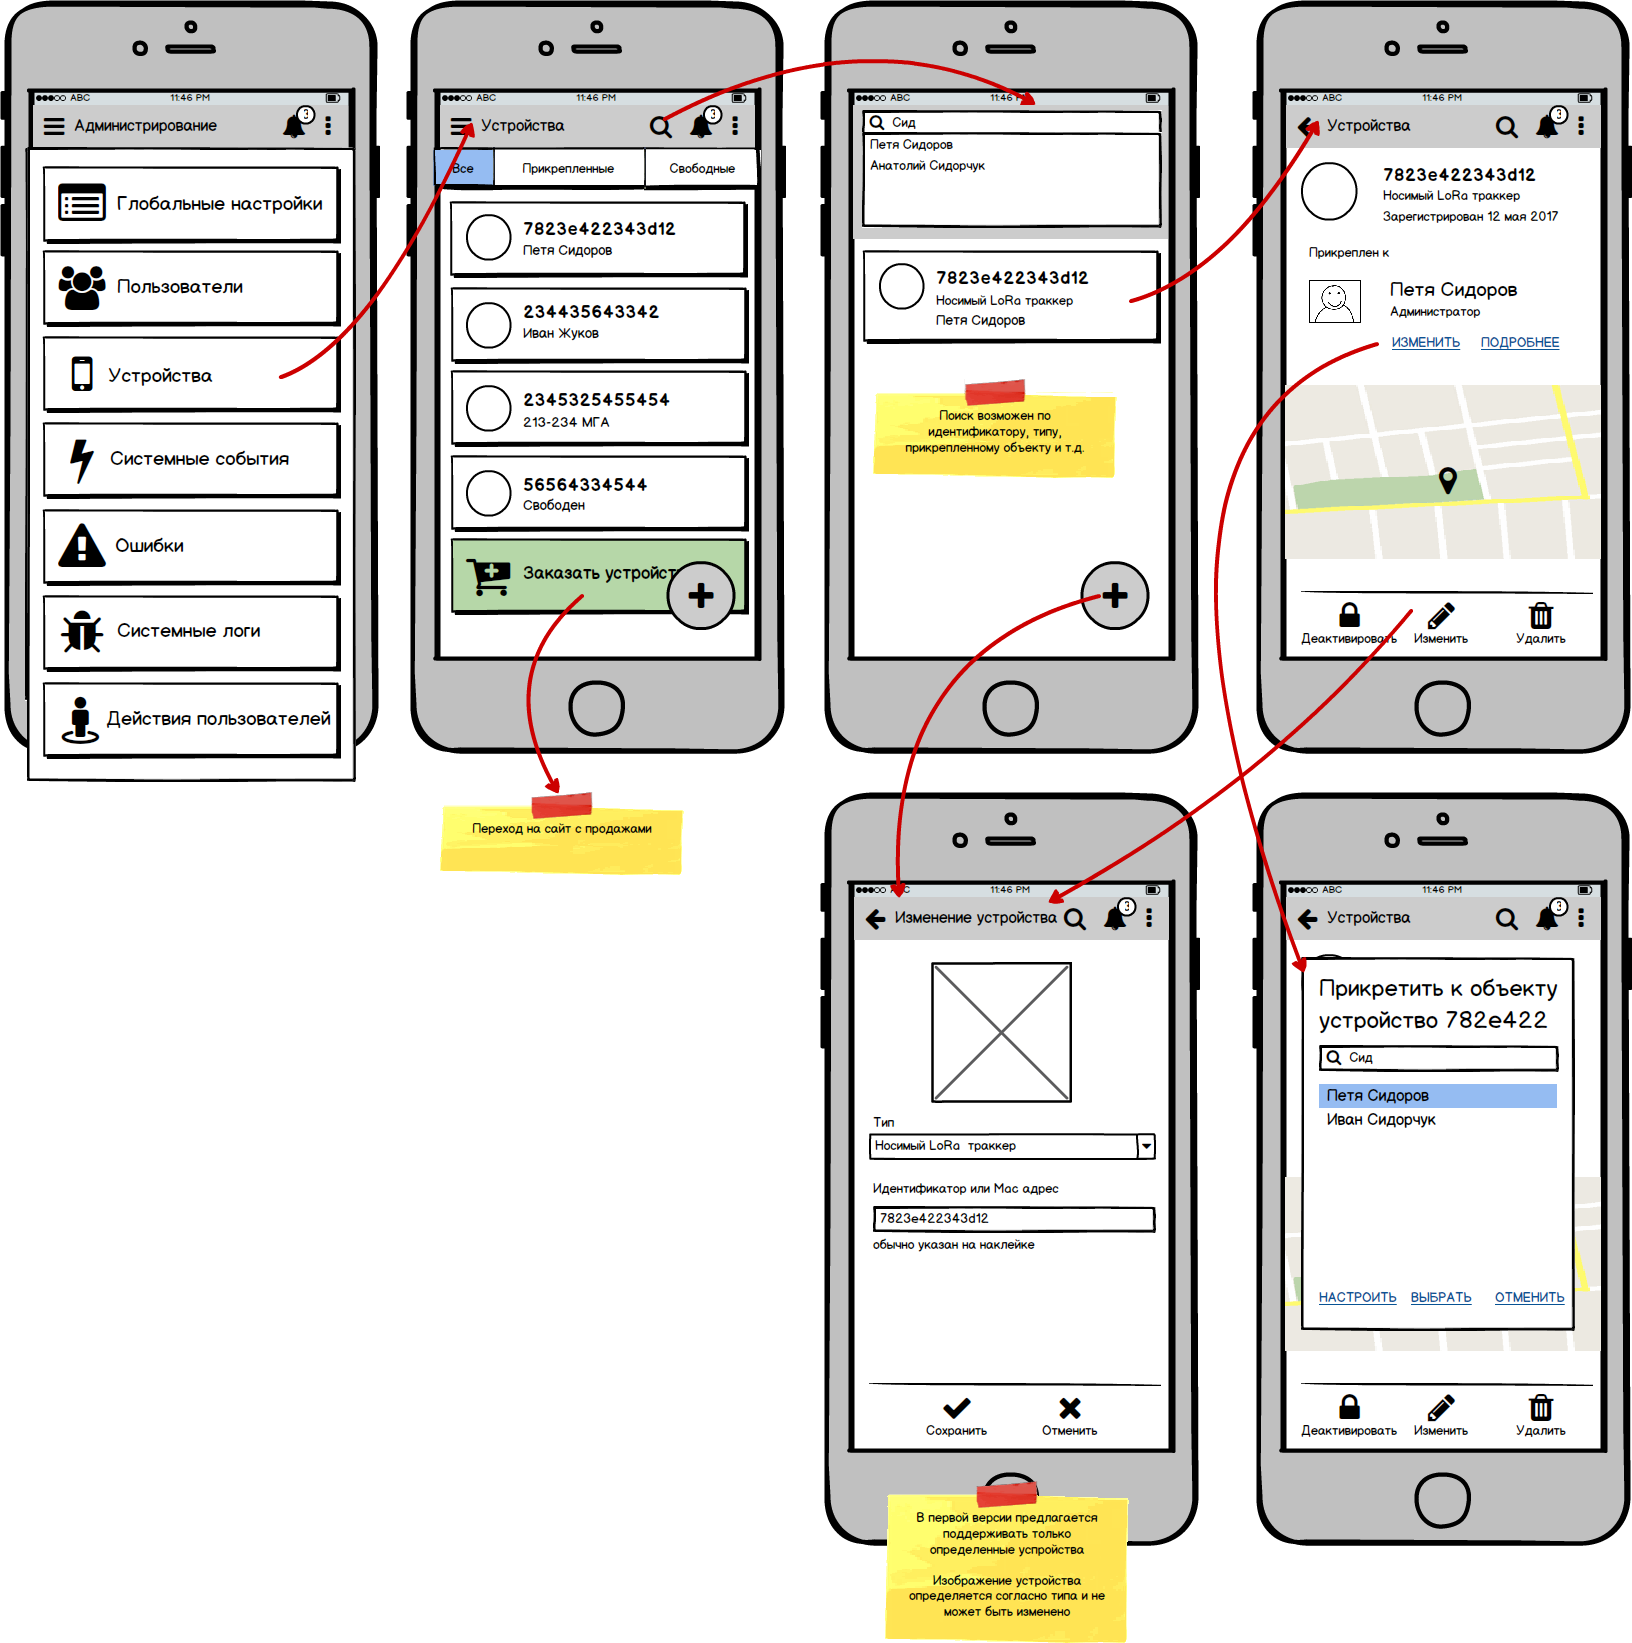 ABC 11:46 PM
Администрирование 3
Глобальные настройки
Пользователи
Устройства
Системные события
Ошибки
Системные логи
Действия пользователей
ABC 11:46 PM
Устройства 3
Все Прикрепленные Свободные
7823e422343d12
Петя Сидоров
234435643342
Иван Жуков
2345325455454
213-234 МГА
56564334544
Свободен
Заказать устройст
Переход на сайт с продажами
ABC 11:46 PM
Сид
Петя Сидоров
Анатолий Сидорчук
7823e422343d12
Носимый LoRa траккер
Петя Сидоров
Поиск возможен по
идентификатору, типу,
прикрепленному объекту и т.д.
ABC 11:46 PM
Устройства 3
7823e422343d12
Носимый LoRa траккер
Зарегистрирован 12 мая 2017
Прикреплен к
Петя Сидоров
Администратор
ИЗМЕНИТЬ ПОДРОБНЕЕ
Деактивировать Изменить Удалить
ABC 11:46 PM
Изменение устройства 3
Тип
Носимый LoRa траккер
Идентификатор или Mac адрес
7823e422343d12
обычно указан на наклейке
Сохранить Отменить
В первой версии предлагается
поддерживать только
определенные успройства
Изображение устройства
определяется согласно типа и не
может быть изменено
ABC 11:46 PM
Устройства 3
Прикретить к объекту
устройство 782e422
Сид
Петя Сидоров
Иван Сидорчук
НАСТРОИТЬ ВЫБРАТЬ ОТМЕНИТЬ
Деактивировать Изменить Удалить